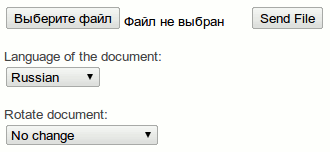 Выберите файл Файл не выбран Send File
Language of the document:
Russian
Rotate document:
No change